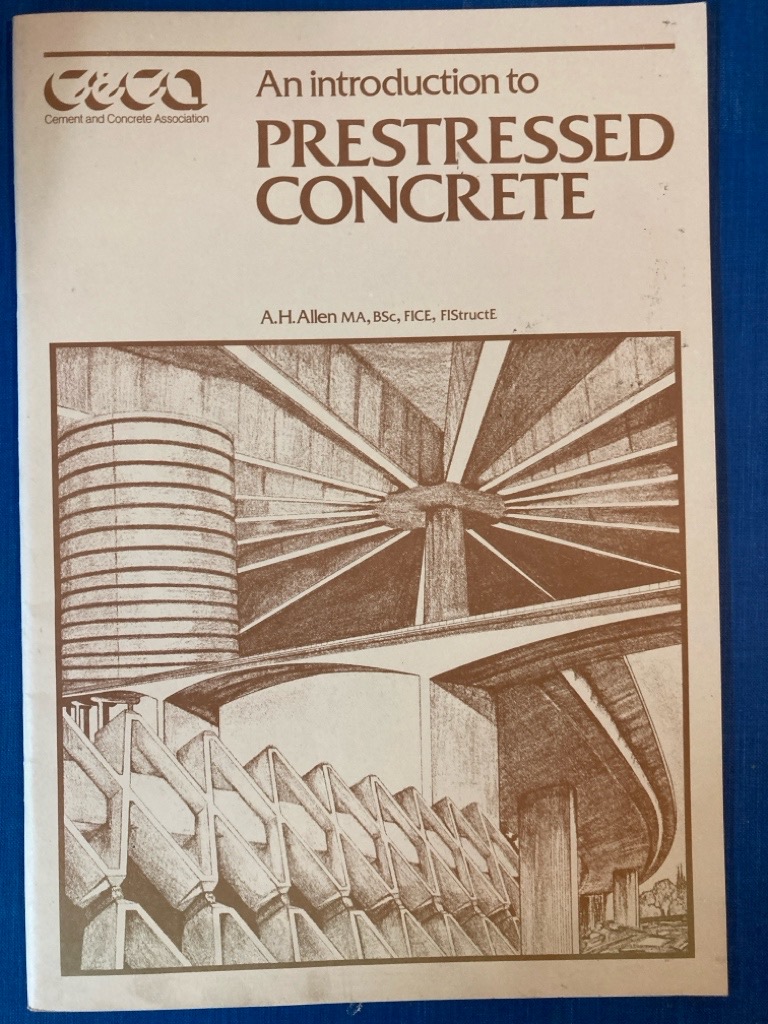 C&CA
Cement and Concrete Association
An introduction to
PRESTRESSED
CONCRETE
A.H.Allen MA, BSc, FICE, FIStructE